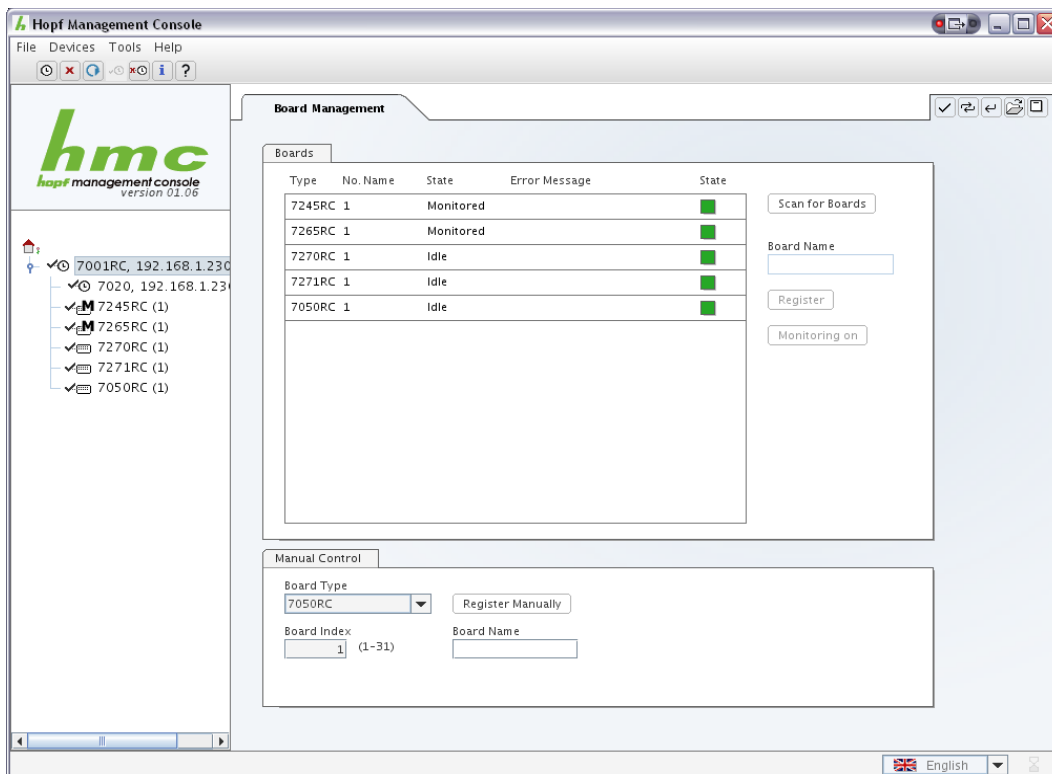 Hopf Management Console
File Devices Tools Help
hmc
hopf management console
version 01.06
7001RC, 192.168.1.230
7020, 192.168.1.23
M 7245RC (1)
M 7265RC (1)
7270RC (1)
7271RC (1)
7050RC (1)
Board Management
Boards
Type No. Name State Error Message State
7245RC 1 Monitored
7265RC 1 Monitored
7270RC 1 Idle
7271RC 1 Idle
7050RC 1 Idle
Scan for Boards
Board Name
Register
Monitoring on
Manual Control
Board Type
7050RC Register Manually
Board Index Board Name
1 (1-31)
English